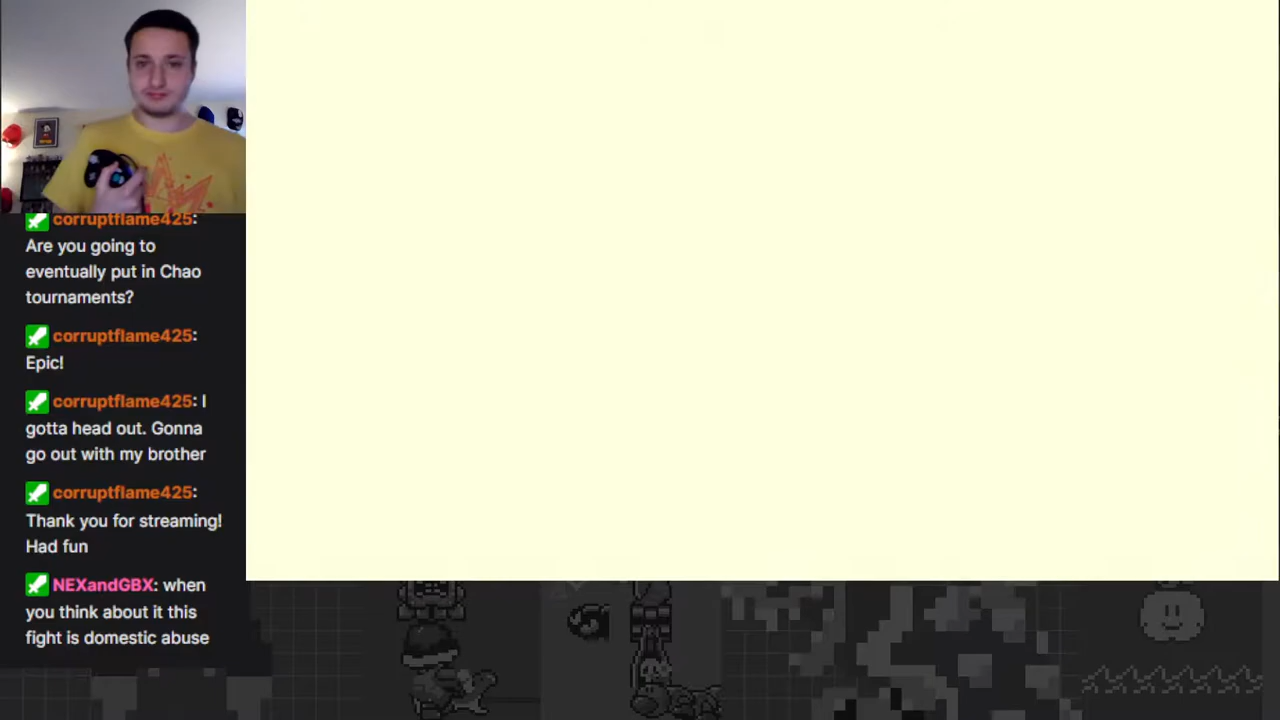 corruptflame425:
Are you going to
eventually put in Chao
tournaments?
corruptflame425:
Epic!
corruptflame425: I
gotta head out. Gonna
go out with my brother
corruptflame425:
Thank you for streaming!
Had fun
NEXandGBX: when
you think about it this
fight is domestic abuse